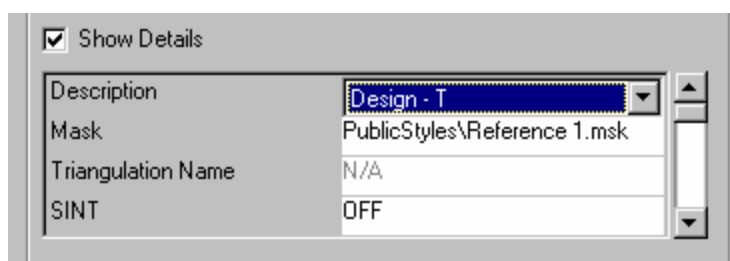 Show Details
Description Design - T
Mask PublicStyles\Reference 1.msk
Triangulation Name N/A
SINT OFF